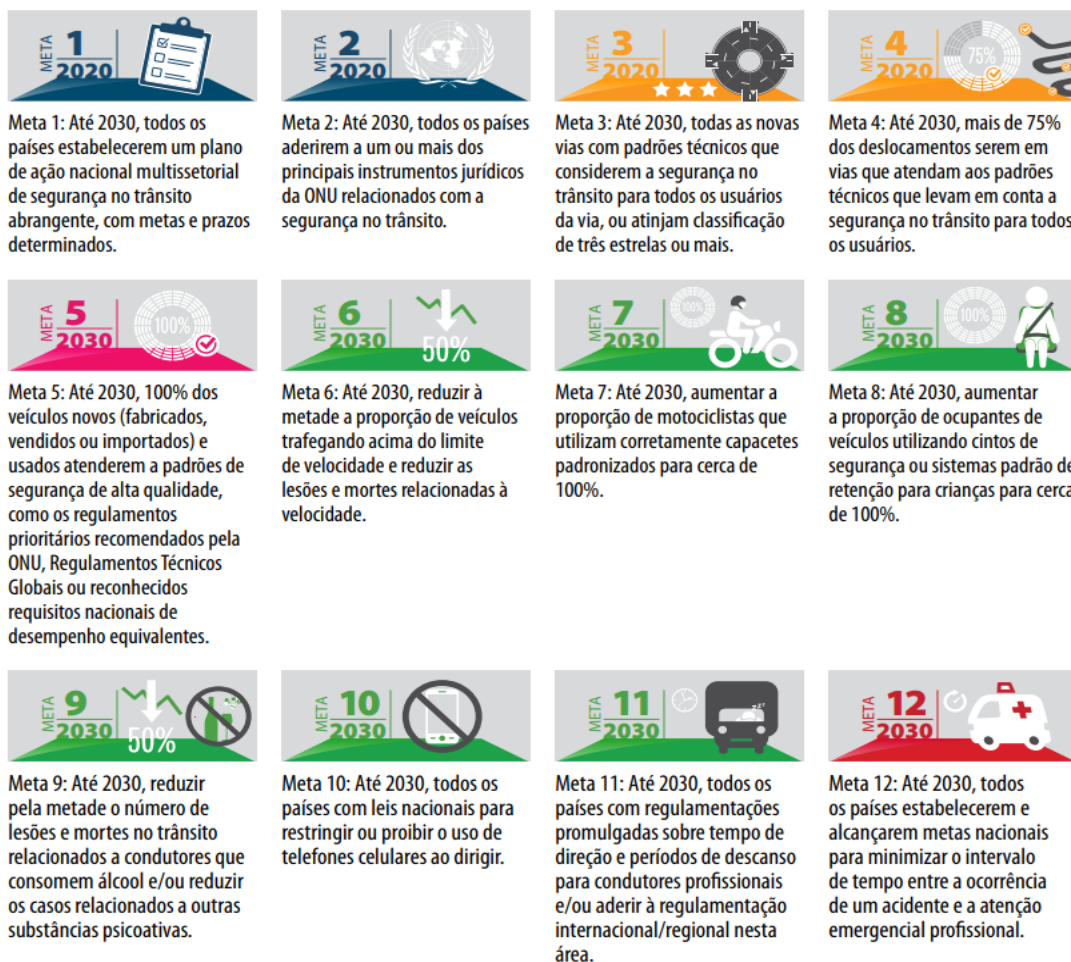 META 1 2020
META 2 2020
META 3 2020
META 4 2020 75%
Meta 1: Até 2030, todos os
países estabelecerem um plano
de ação nacional multissetorial
de segurança no trânsito
abrangente, com metas e prazos
determinados.
Meta 2: Até 2030, todos os países
aderirem a um ou mais dos
principais instrumentos jurídicos
da ONU relacionados com a
segurança no trânsito.
Meta 3: Até 2030, todas as novas
vias com padrões técnicos que
considerem a segurança no
trânsito para todos os usuários
da via, ou atinjam classificação
de três estrelas ou mais.
Meta 4: Até 2030, mais de 75%
dos deslocamentos serem em
vias que atendam aos padrões
técnicos que levam em conta a
segurança no trânsito para todos
os usuários.
META 5 2030 100%
META 6 2030 50%
META 7 2030 100%
META 8 2030 100%
Meta 5: Até 2030, 100% dos
veículos novos (fabricados,
vendidos ou importados) e
usados atenderem a padrões de
segurança de alta qualidade,
como os regulamentos
prioritários recomendados pela
ONU, Regulamentos Técnicos
Globais ou reconhecidos
requisitos nacionais de
desempenho equivalentes.
Meta 6: Até 2030, reduzir à
metade a proporção de veículos
trafegando acima do limite
de velocidade e reduzir as
lesões e mortes relacionadas à
velocidade.
Meta 7: Até 2030, aumentar a
proporção de motociclistas que
utilizam corretamente capacetes
padronizados para cerca de
100%.
Meta 8: Até 2030, aumentar
a proporção de ocupantes de
veículos utilizando cintos de
segurança ou sistemas padrão de
retenção para crianças para cerca
de 100%.
META 9 2030 50%
META 10 2030
META 11 2030 zzz
META 12 2030
Meta 9: Até 2030, reduzir
pela metade o número de
lesões e mortes no trânsito
relacionados a condutores que
consomem álcool e/ou reduzir
os casos relacionados a outras
substâncias psicoativas.
Meta 10: Até 2030, todos os
países com leis nacionais para
restringir ou proibir o uso de
telefones celulares ao dirigir.
Meta 11: Até 2030, todos os
países com regulamentações
promulgadas sobre tempo de
direção e períodos de descanso
para condutores profissionais
e/ou aderir à regulamentação
internacional/regional nesta
área.
Meta 12: Até 2030, todos
os países estabelecerem e
alcançarem metas nacionais
para minimizar o intervalo
de tempo entre a ocorrência
de um acidente e a atenção
emergencial profissional.